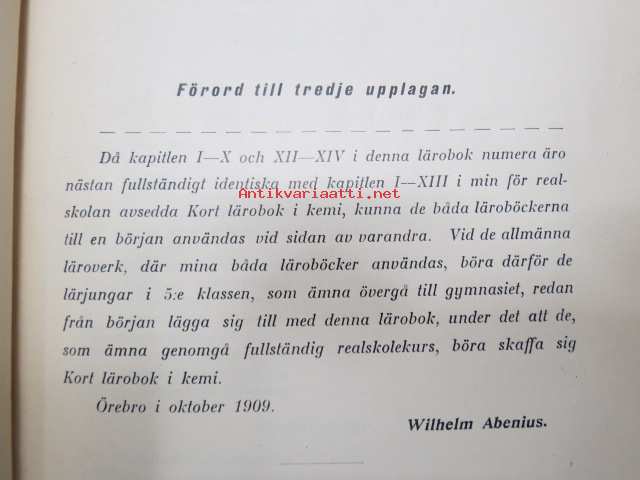 Antikvariaatti.net
Förord till tredje upplagan.
Då kapitlen I—X och XII—XIV i denna lärobok numera äro
nästan fullständigt identiska med kapitlen I—XIII i min för real-
Antikvariaatti.net
skolan avsedda Kort lärobok i kemi, kunna de båda läroböckerna
till en början användas vid sidan av varandra. Vid de allmänna
läroverk, där mina båda läroböcker användas, böra därför de
lärjungar i 5:e klassen, som ämna övergå till gymnasiet, redan
från början lägga sig till med denna lärobok, under det att de,
som ämna genomgå fullständig realskolekurs, böra skaffa sig
Kort lärobok i kemi.
Antikvariaatti.net
Örebro i oktober 1909.
Wilhelm Abenius.